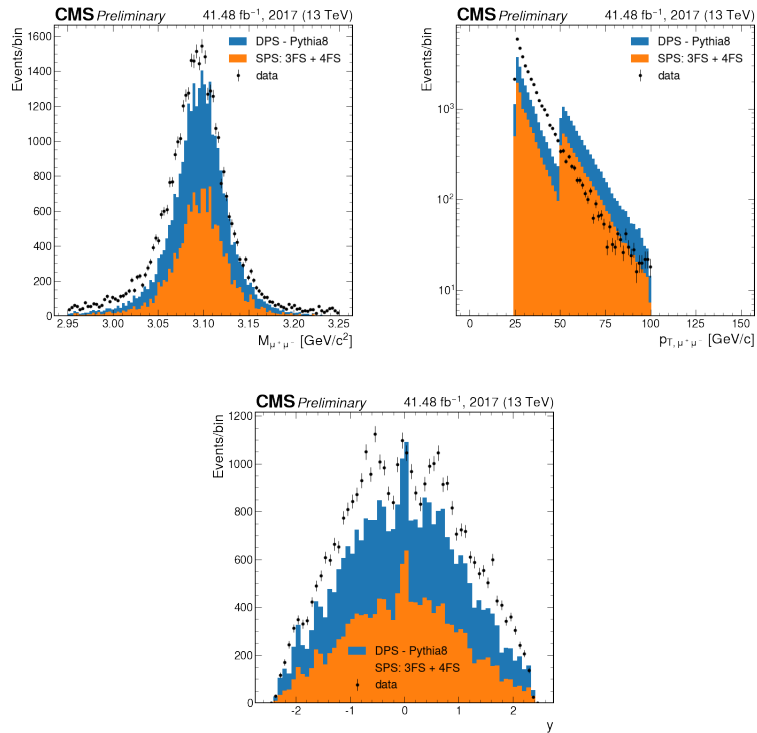 CMS Preliminary 41.48 fb⁻¹, 2017 (13 TeV)
Events/bin
DPS - Pythia8
SPS: 3FS + 4FS
data
1600
1400
1200
1000
800
600
400
200
0
2.95 3.00 3.05 3.10 3.15 3.20 3.25
M_μ⁺μ⁻ [GeV/c²]
CMS Preliminary 41.48 fb⁻¹, 2017 (13 TeV)
Events/bin
DPS - Pythia8
SPS: 3FS + 4FS
data
10³
10²
10¹
0 25 50 75 100 125 150
p_T, μ⁺μ⁻ [GeV/c]
CMS Preliminary 41.48 fb⁻¹, 2017 (13 TeV)
Events/bin
1200
1000
800
600
400
200
0
DPS - Pythia8
SPS: 3FS + 4FS
data
-2 -1 0 1 2
y